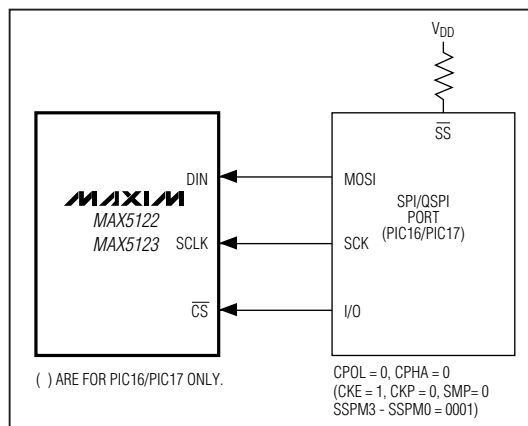 VDD
SS
DIN
MOSI
MAXIM
MAX5122
MAX5123
SCLK
SPI/QSPI
PORT
(PIC16/PIC17)
SCK
CS
I/O
( ) ARE FOR PIC16/PIC17 ONLY.
CPOL = 0, CPHA = 0
(CKE = 1, CKP = 0, SMP= 0
SSPM3 - SSPM0 = 0001)